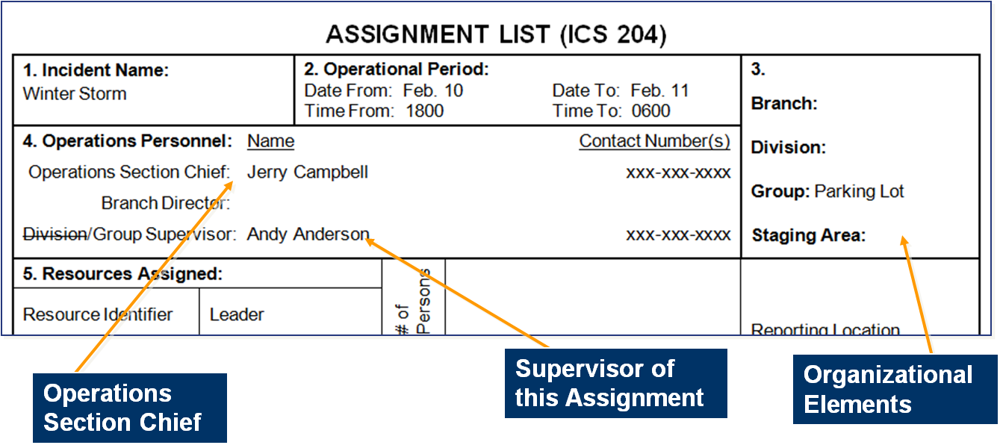 ASSIGNMENT LIST (ICS 204)
1. Incident Name:
Winter Storm
2. Operational Period:
Date From: Feb. 10 Date To: Feb. 11
Time From: 1800 Time To: 0600
3.
Branch:
Division:
Group: Parking Lot
Staging Area:
4. Operations Personnel: Name Contact Number(s)
Operations Section Chief: Jerry Campbell xxx-xxx-xxxx
Branch Director:
Division/Group Supervisor: Andy Anderson xxx-xxx-xxxx
5. Resources Assigned:
Resource Identifier
Leader
# of
Persons
Reporting Location
Operations
Section Chief
Supervisor of
this Assignment
Organizational
Elements